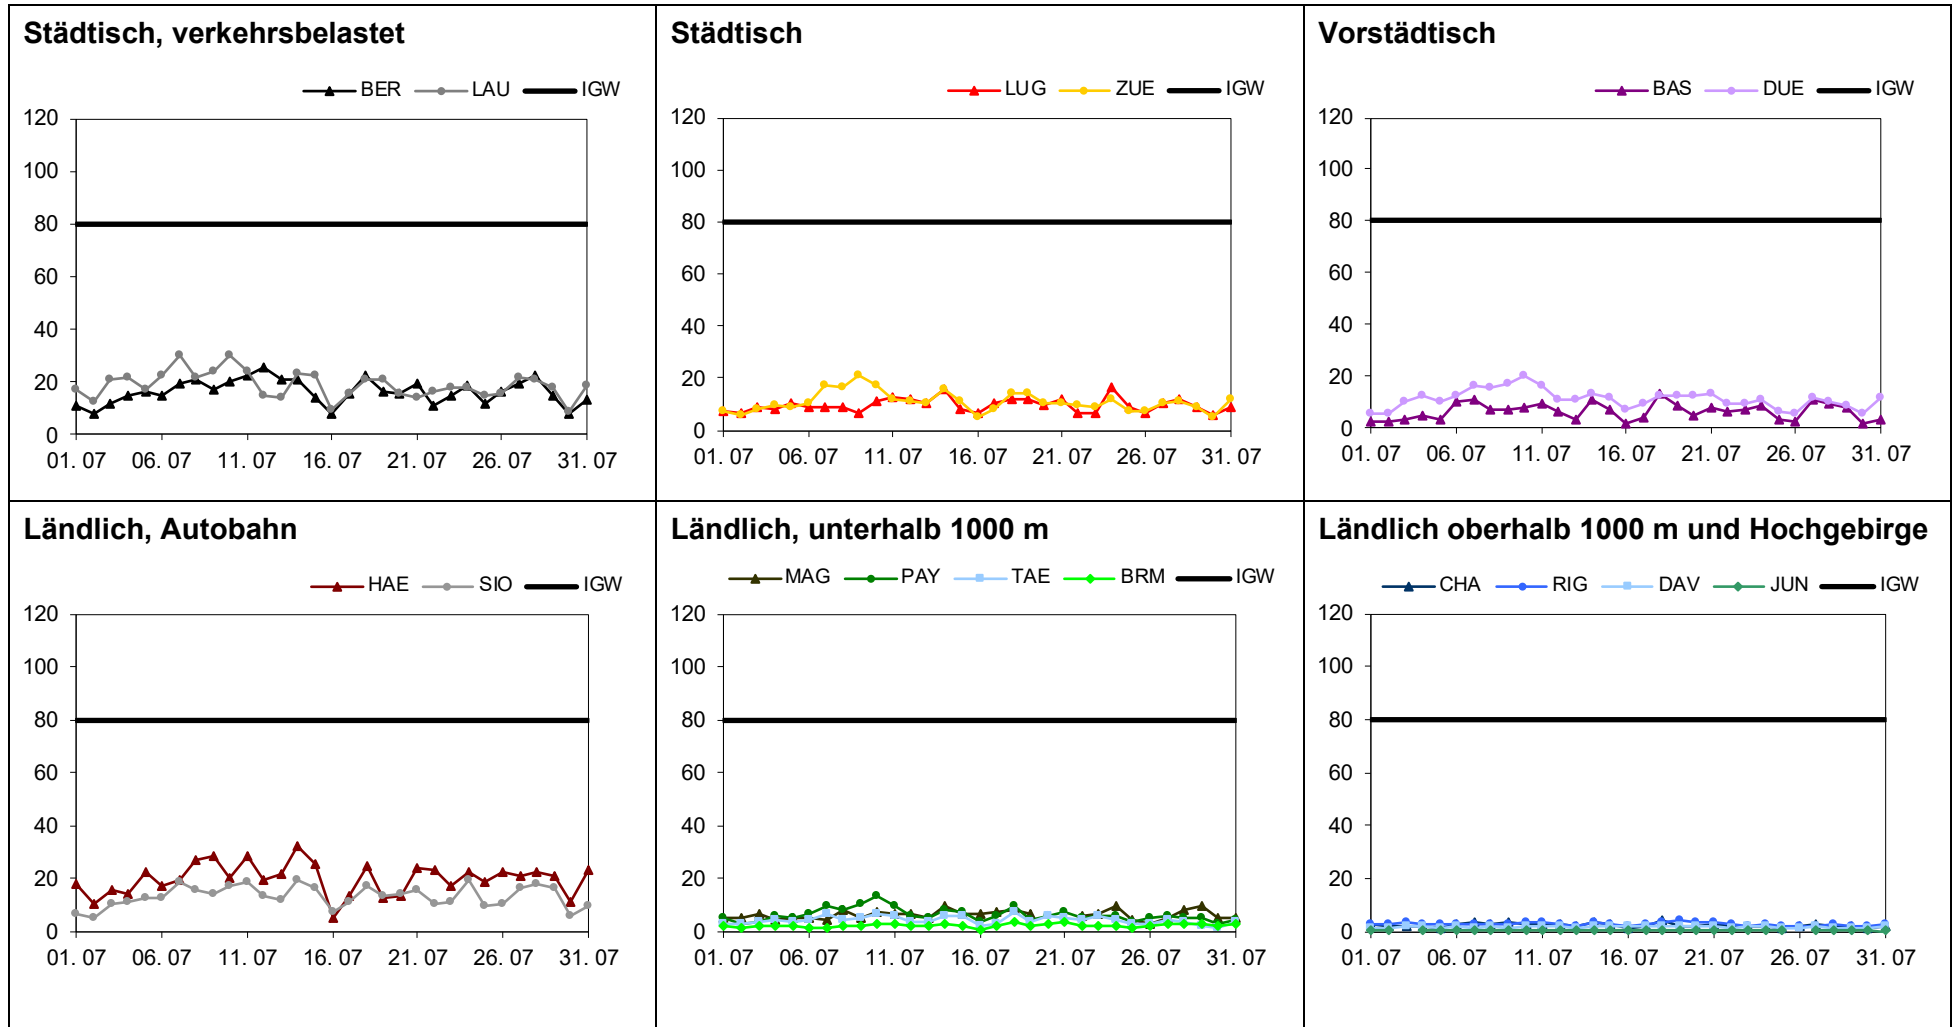 Städtisch, verkehrsbelastet
BER LAU IGW
120
100
80
60
40
20
0
01. 07 06. 07 11. 07 16. 07 21. 07 26. 07 31. 07
Städtisch
LUG ZUE IGW
120
100
80
60
40
20
0
01. 07 06. 07 11. 07 16. 07 21. 07 26. 07 31. 07
Vorstädtisch
BAS DUE IGW
120
100
80
60
40
20
0
01. 07 06. 07 11. 07 16. 07 21. 07 26. 07 31. 07
Ländlich, Autobahn
HAE SIO IGW
120
100
80
60
40
20
0
01. 07 06. 07 11. 07 16. 07 21. 07 26. 07 31. 07
Ländlich, unterhalb 1000 m
MAG PAY TAE BRM IGW
120
100
80
60
40
20
0
01. 07 06. 07 11. 07 16. 07 21. 07 26. 07 31. 07
Ländlich oberhalb 1000 m und Hochgebirge
CHA RIG DAV JUN IGW
120
100
80
60
40
20
0
01. 07 06. 07 11. 07 16. 07 21. 07 26. 07 31. 07